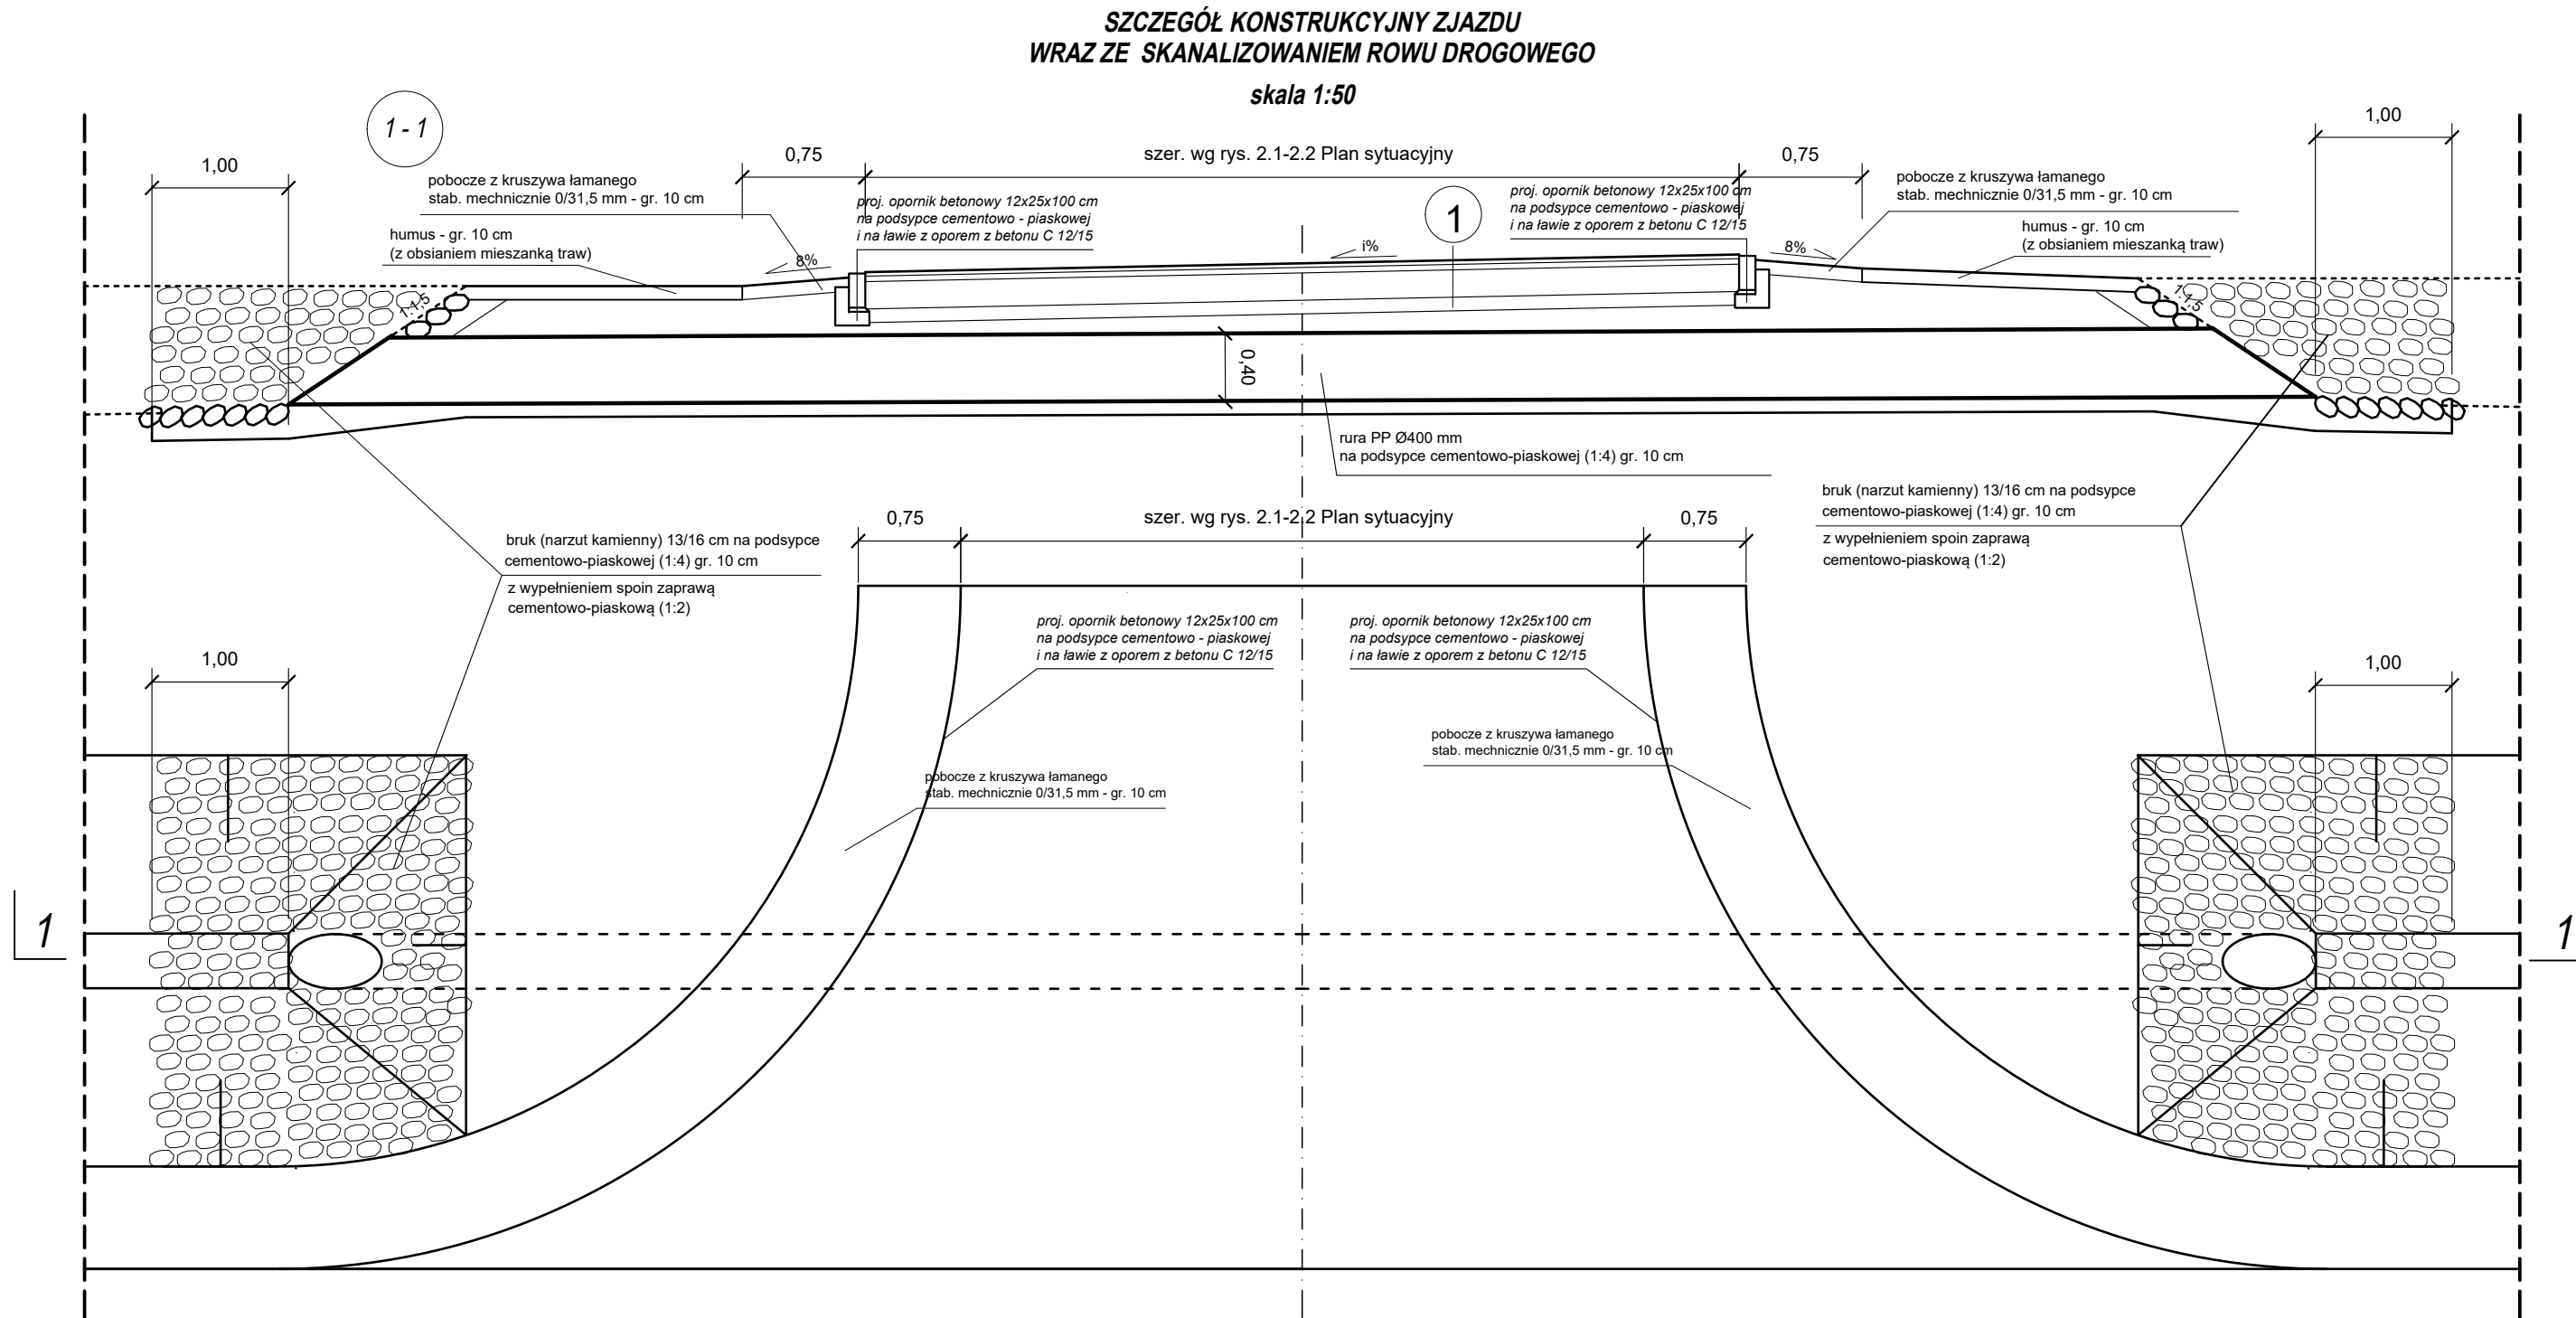 SZCZEGÓŁ KONSTRUKCYJNY ZJAZDU
WRAZ ZE SKANALIZOWANIEM ROWU DROGOWEGO
skala 1:50
1 - 1
1,00
0,75
szer. wg rys. 2.1-2.2 Plan sytuacyjny
0,75
1,00
pobocze z kruszywa łamanego
stab. mechnicznie 0/31,5 mm - gr. 10 cm
humus - gr. 10 cm
(z obsianiem mieszanką traw)
proj. opornik betonowy 12x25x100 cm
na podsypce cementowo - piaskowej
i na ławie z oporem z betonu C 12/15
1
proj. opornik betonowy 12x25x100 cm
na podsypce cementowo - piaskowej
i na ławie z oporem z betonu C 12/15
pobocze z kruszywa łamanego
stab. mechnicznie 0/31,5 mm - gr. 10 cm
humus - gr. 10 cm
(z obsianiem mieszanką traw)
8%
i%
8%
1:1,5
1:1,5
0,40
rura PP Ø400 mm
na podsypce cementowo-piaskowej (1:4) gr. 10 cm
bruk (narzut kamienny) 13/16 cm na podsypce
cementowo-piaskowej (1:4) gr. 10 cm
z wypełnieniem spoin zaprawą
cementowo-piaskową (1:2)
0,75
szer. wg rys. 2.1-2.2 Plan sytuacyjny
0,75
bruk (narzut kamienny) 13/16 cm na podsypce
cementowo-piaskowej (1:4) gr. 10 cm
z wypełnieniem spoin zaprawą
cementowo-piaskową (1:2)
1,00
proj. opornik betonowy 12x25x100 cm
na podsypce cementowo - piaskowej
i na ławie z oporem z betonu C 12/15
proj. opornik betonowy 12x25x100 cm
na podsypce cementowo - piaskowej
i na ławie z oporem z betonu C 12/15
1,00
pobocze z kruszywa łamanego
stab. mechnicznie 0/31,5 mm - gr. 10 cm
pobocze z kruszywa łamanego
stab. mechnicznie 0/31,5 mm - gr. 10 cm
1
1